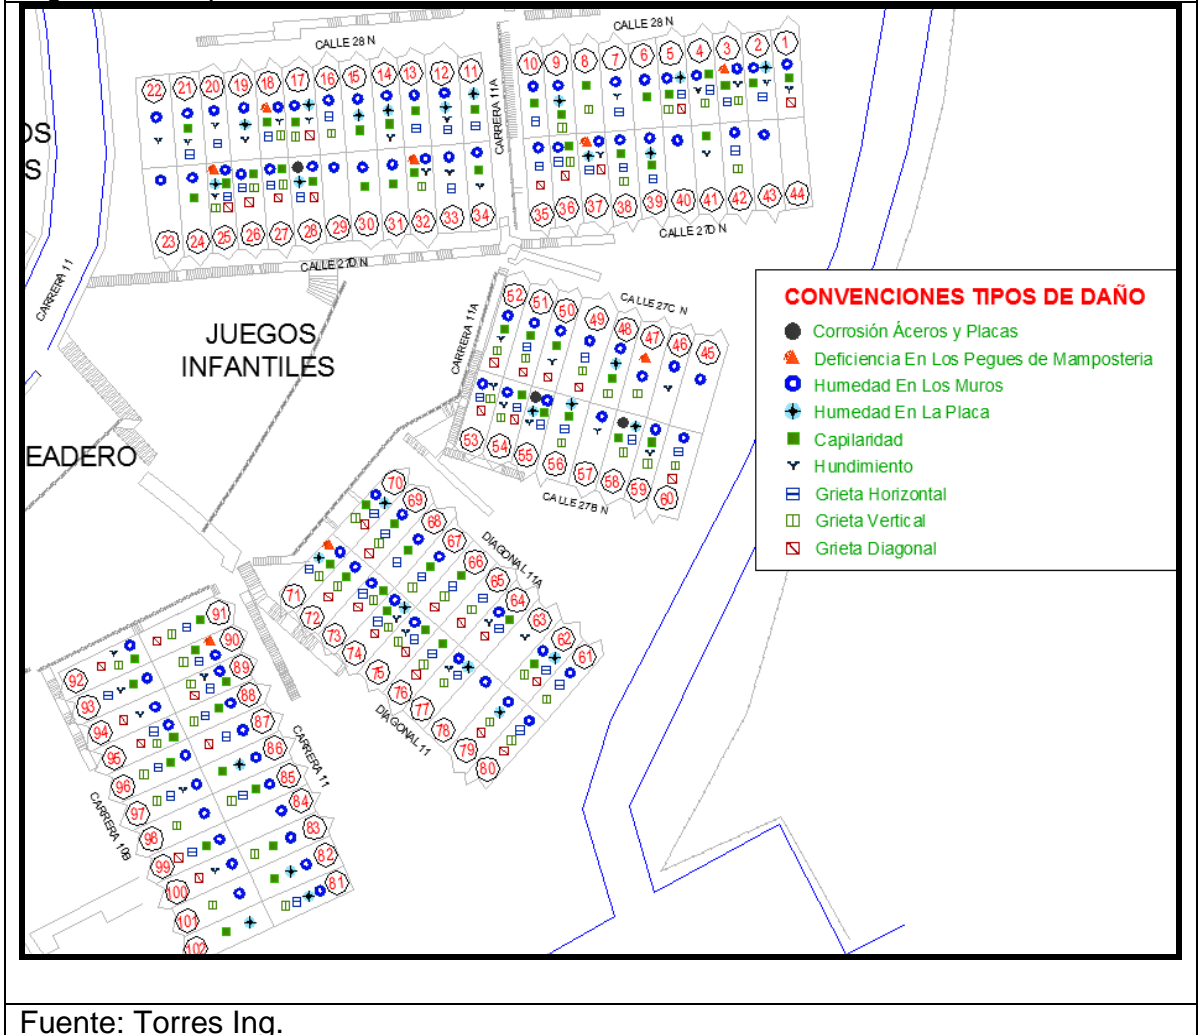 CALLE 28 N
CALLE 28 N
22 21 20 19 18 17 16 15 14 13 12 11
10 9 8 7 6 5 4 3 2 1
CARRERA 11A
OS
S
23 24 25 26 27 28 29 30 31 32 33 34
35 36 37 38 39 40 41 42 43 44
CALLE 27D N
CALLE 27D N
CARRERA 11
JUEGOS
INFANTILES
CARRERA 11A
52 51 50 49 48 47 46 45
CALLE 27C N
53 54 55 56 57 58 59 60
CALLE 27B N
CONVENCIONES TIPOS DE DAÑO
Corrosión Áceros y Placas
Deficiencia En Los Pegues de Mamposteria
Humedad En Los Muros
Humedad En La Placa
Capilaridad
Hundimiento
Grieta Horizontal
Grieta Vertical
Grieta Diagonal
EADERO
70 69 68 67 66 65 64 63 62 61
DIAGONAL 11A
71 72 73 74 75 76 77 78 79 80
DIAGONAL 11
91 90 89 88 87 86 85 84 83 82 81
CARRERA 11
92 93 94 95 96 97 98 99 100 101 102
CARRERA 10B
Fuente: Torres Ing.